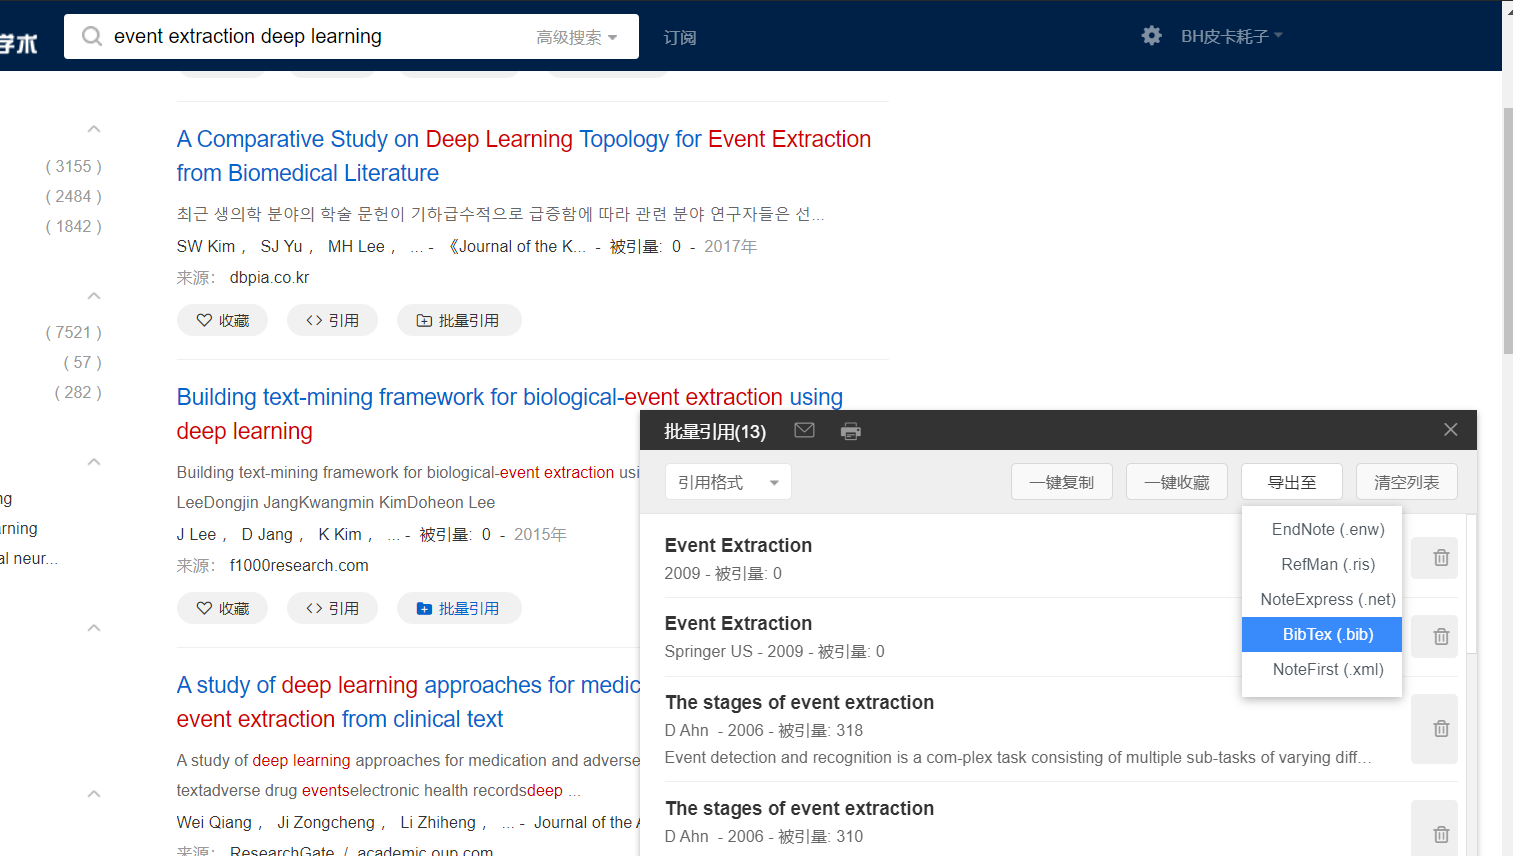 学术
event extraction deep learning
高级搜索
订阅
BH皮卡耗子
( 3155 )
( 2484 )
( 1842 )
( 7521 )
( 57 )
( 282 )
ng
arning
al neur...
A Comparative Study on Deep Learning Topology for Event Extraction
from Biomedical Literature
최근 생의학 분야의 학술 문헌이 기하급수적으로 급증함에 따라 관련 분야 연구자들은 선...
SW Kim ， SJ Yu ， MH Lee ， ... - 《Journal of the K... - 被引量: 0 - 2017年
来源： dbpia.co.kr
收藏
<> 引用
批量引用
Building text-mining framework for biological-event extraction using
deep learning
Building text-mining framework for biological-event extraction usi
LeeDongjin JangKwangmin KimDoheon Lee
J Lee ， D Jang ， K Kim ， ... - 被引量: 0 - 2015年
来源： f1000research.com
收藏
<> 引用
批量引用
A study of deep learning approaches for medic
event extraction from clinical text
A study of deep learning approaches for medication and adverse
textadverse drug eventselectronic health recordsdeep ...
Wei Qiang ， Ji Zongcheng ， Li Zhiheng ， ... - Journal of the A
来源： ResearchGate / academic.oup.com
批量引用(13)
引用格式
一键复制
一键收藏
导出至
清空列表
EndNote (.enw)
RefMan (.ris)
NoteExpress (.net)
BibTex (.bib)
NoteFirst (.xml)
Event Extraction
2009 - 被引量: 0
Event Extraction
Springer US - 2009 - 被引量: 0
The stages of event extraction
D Ahn - 2006 - 被引量: 318
Event detection and recognition is a com-plex task consisting of multiple sub-tasks of varying diff...
The stages of event extraction
D Ahn - 2006 - 被引量: 310